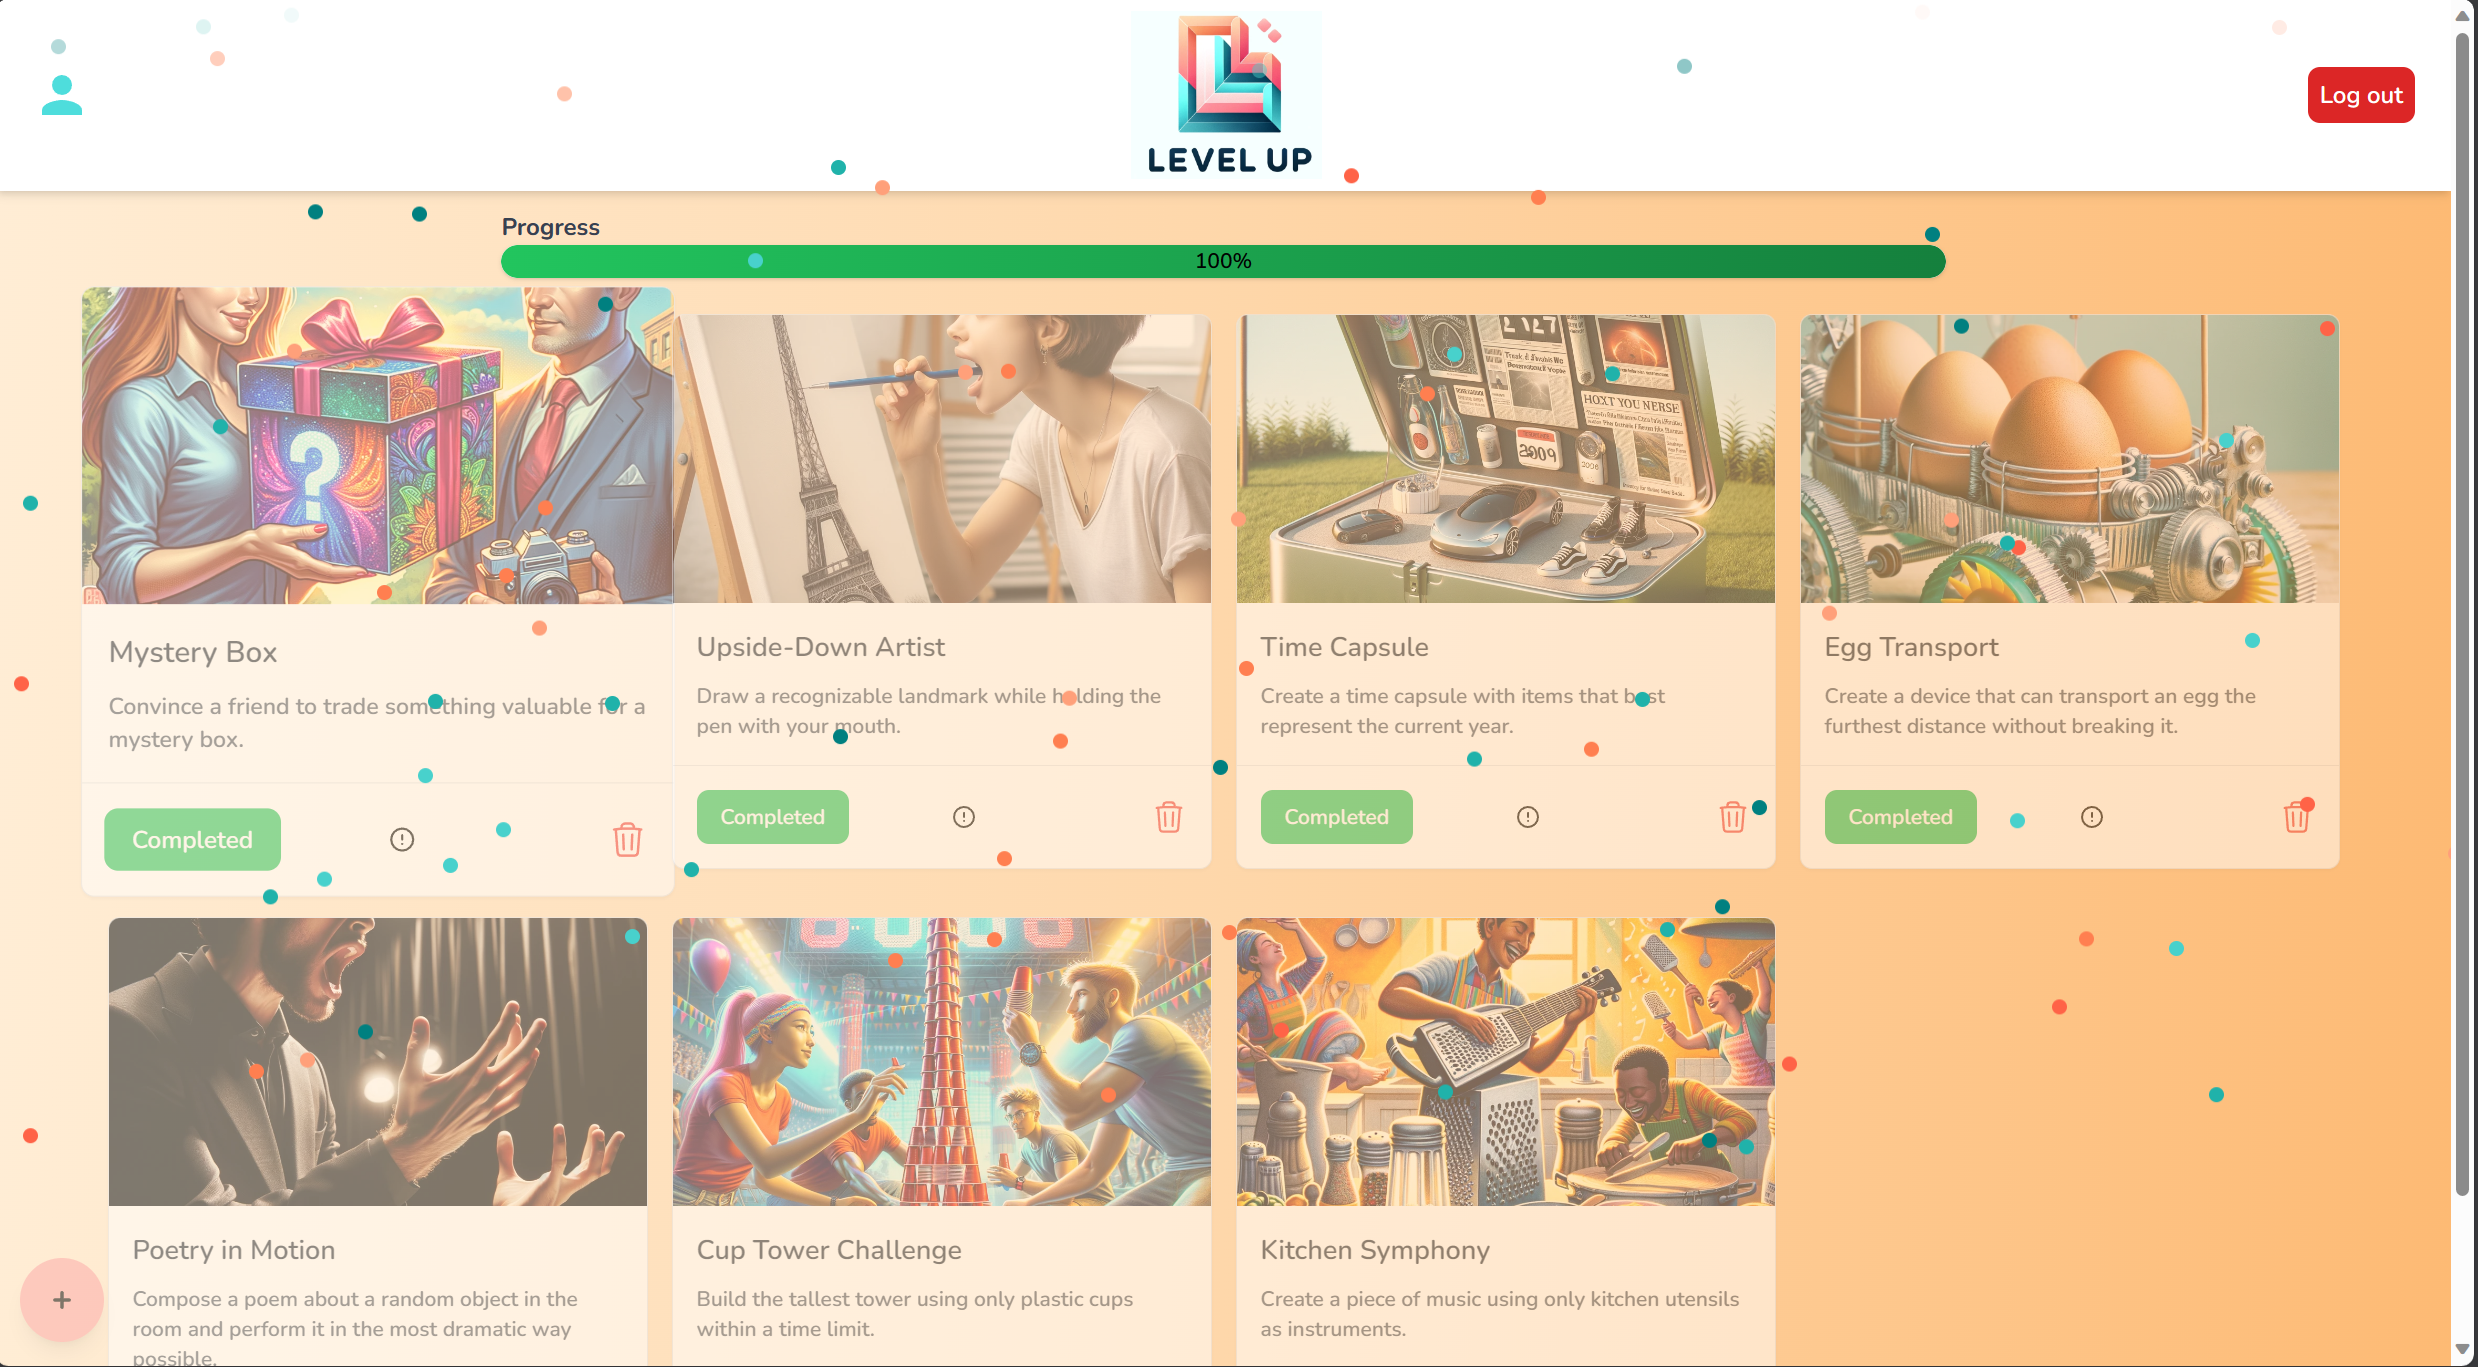 LEVEL UP
Log out
Progress
100%
?
HOXT YOU NERSE
2009
Mystery Box
Convince a friend to trade something valuable for a
mystery box.
Completed
Upside-Down Artist
Draw a recognizable landmark while holding the
pen with your mouth.
Completed
Time Capsule
Create a time capsule with items that best
represent the current year.
Completed
Egg Transport
Create a device that can transport an egg the
furthest distance without breaking it.
Completed
Poetry in Motion
Compose a poem about a random object in the
room and perform it in the most dramatic way
possible.
Cup Tower Challenge
Build the tallest tower using only plastic cups
within a time limit.
Kitchen Symphony
Create a piece of music using only kitchen utensils
as instruments.
+